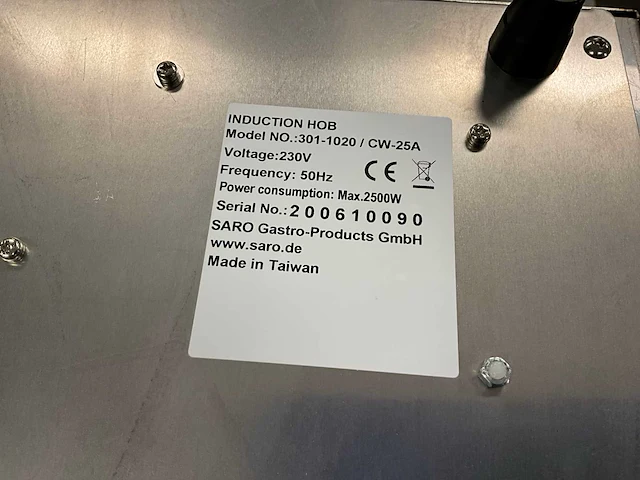 INDUCTION HOB
Model NO.:301-1020 / CW-25A
Voltage:230V
Frequency: 50Hz
CE
Power consumption: Max.2500W
Serial No.:200610090
SARO Gastro-Products GmbH
www.saro.de
Made in Taiwan